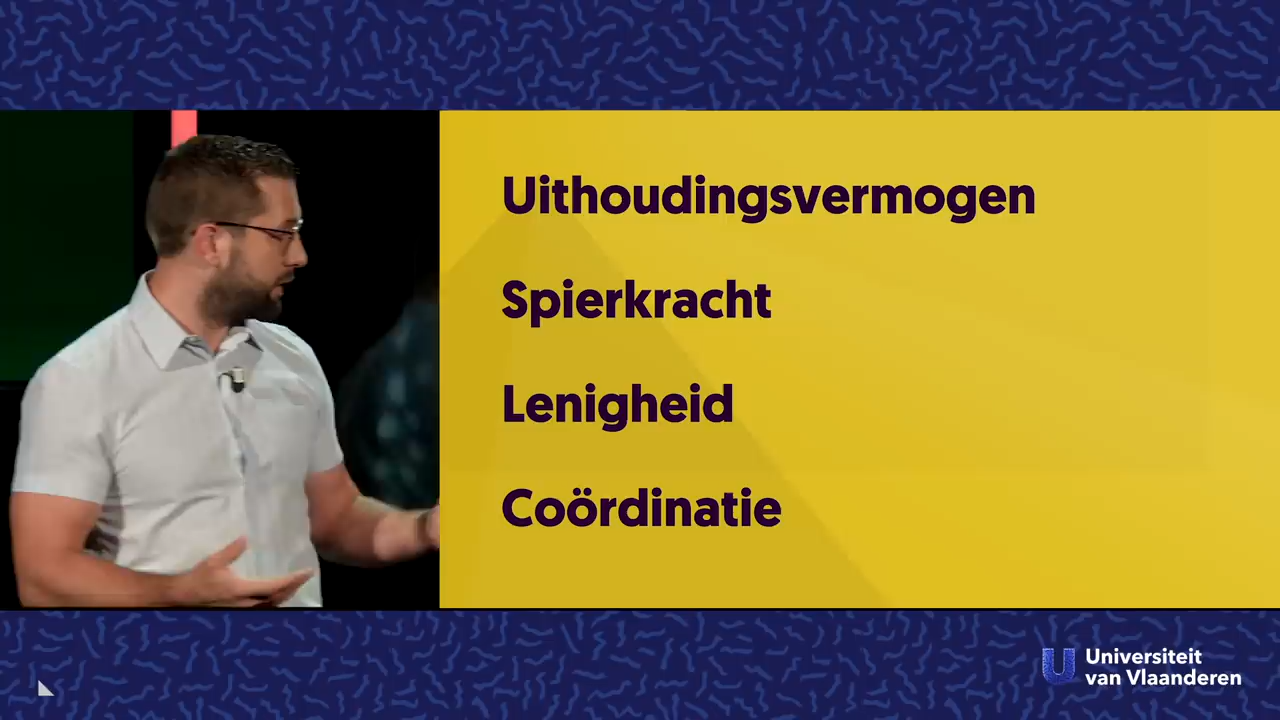 Uithoudingsvermogen
Spierkracht
Lenigheid
Coördinatie
Universiteit
van Vlaanderen